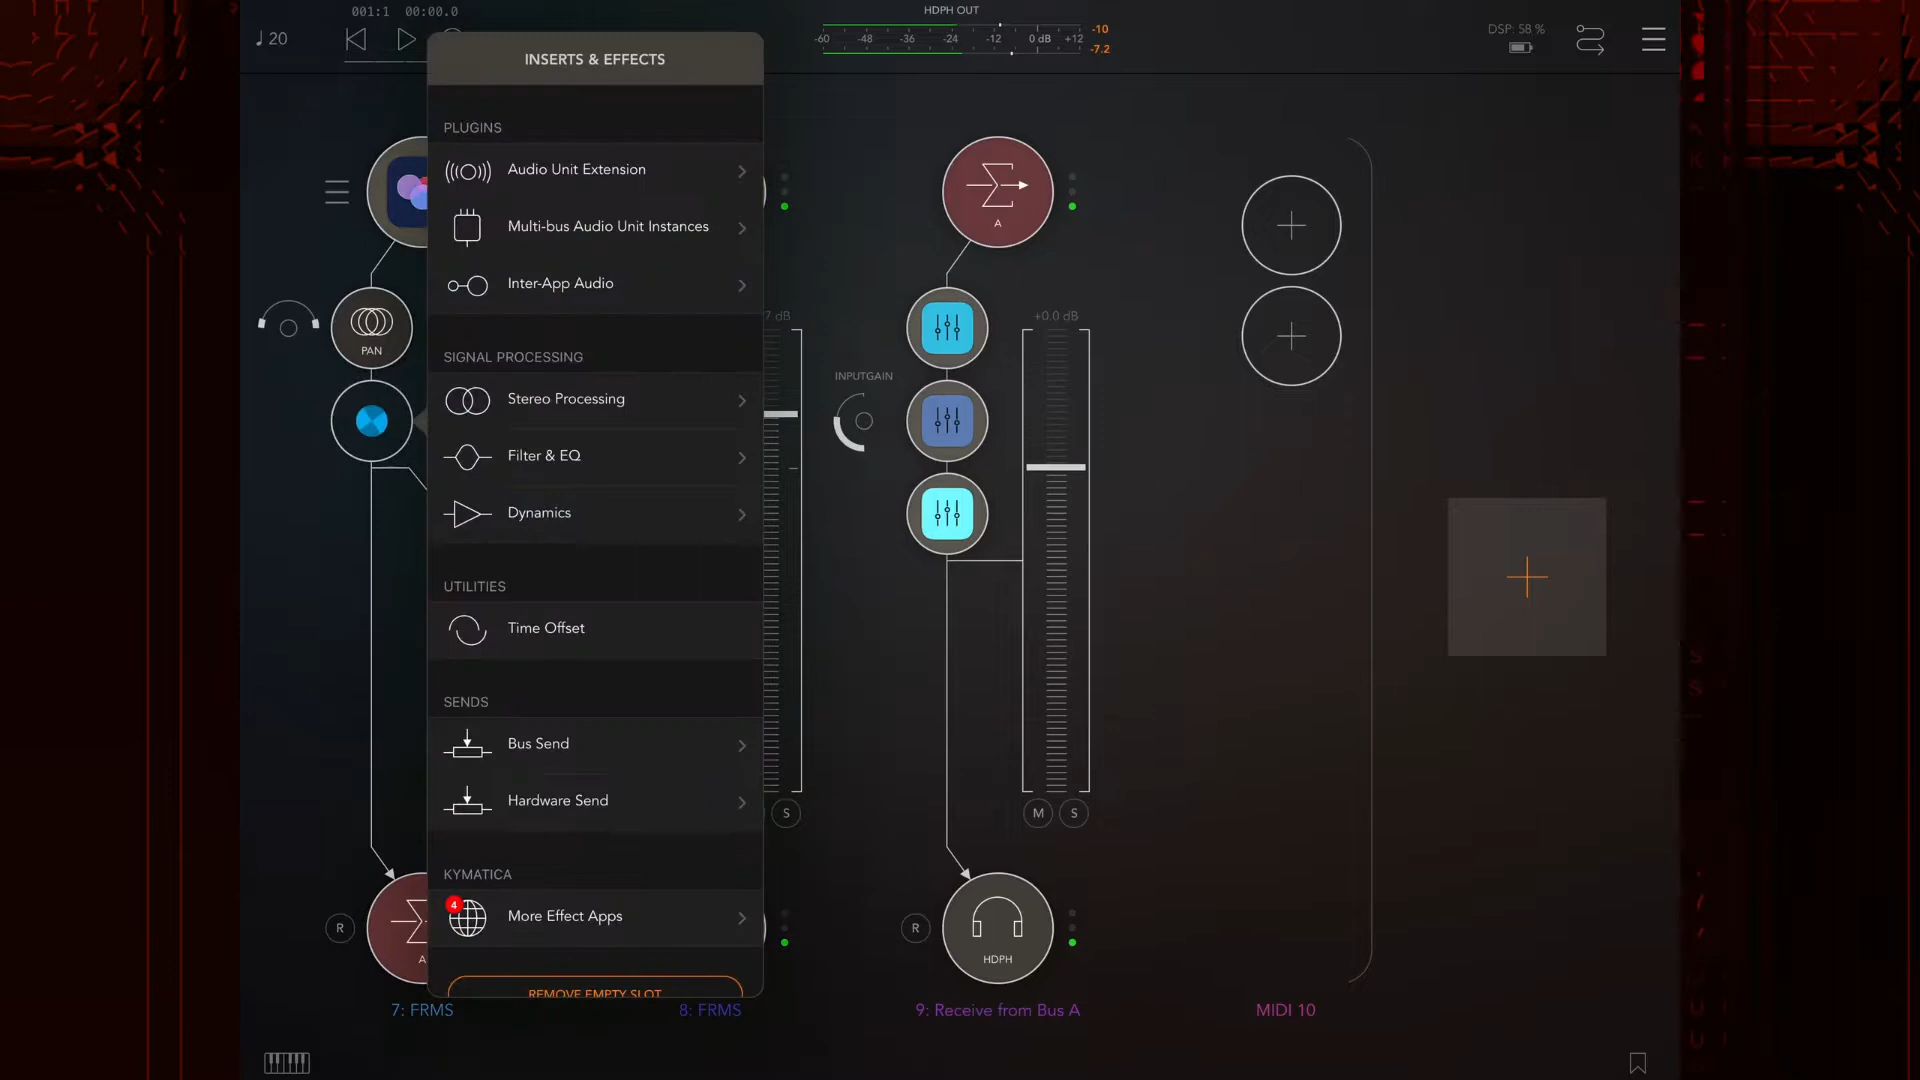 001:1 00:00.0
20
HDPH OUT
-60 -48 -36 -24 -12 0 dB +12
-10
-7.2
DSP: 58 %
INSERTS & EFFECTS
PLUGINS
Audio Unit Extension
Multi-bus Audio Unit Instances
Inter-App Audio
SIGNAL PROCESSING
Stereo Processing
Filter & EQ
Dynamics
UTILITIES
Time Offset
SENDS
Bus Send
Hardware Send
KYMATICA
4
More Effect Apps
REMOVE EMPTY SLOT
PAN
R
A
7: FRMS
7 dB
S
8: FRMS
A
INPUTGAIN
+0.0 dB
M S
R
HDPH
9: Receive from Bus A
MIDI 10